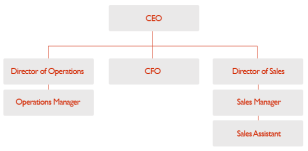 CEO
Director of Operations
CFO
Director of Sales
Operations Manager
Sales Manager
Sales Assistant